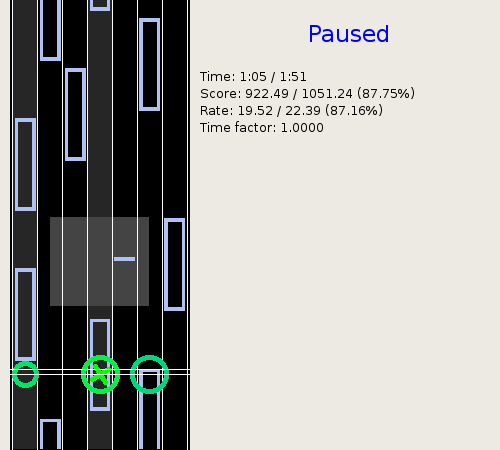 Paused
Time: 1:05 / 1:51
Score: 922.49 / 1051.24 (87.75%)
Rate: 19.52 / 22.39 (87.16%)
Time factor: 1.0000